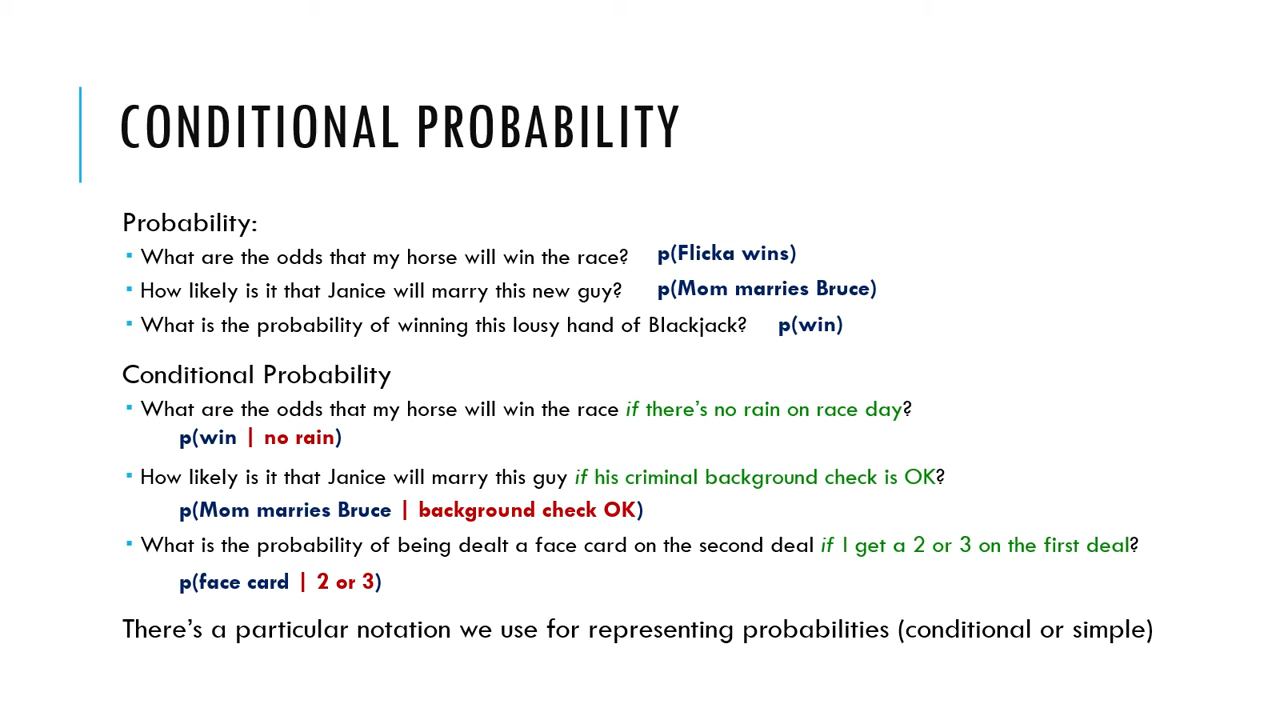 CONDITIONAL PROBABILITY
Probability:
▪ What are the odds that my horse will win the race? p(Flicka wins)
▪ How likely is it that Janice will marry this new guy? p(Mom marries Bruce)
▪ What is the probability of winning this lousy hand of Blackjack? p(win)
Conditional Probability
▪ What are the odds that my horse will win the race if there's no rain on race day?
p(win | no rain)
▪ How likely is it that Janice will marry this guy if his criminal background check is OK?
p(Mom marries Bruce | background check OK)
▪ What is the probability of being dealt a face card on the second deal if I get a 2 or 3 on the first deal?
p(face card | 2 or 3)
There's a particular notation we use for representing probabilities (conditional or simple)